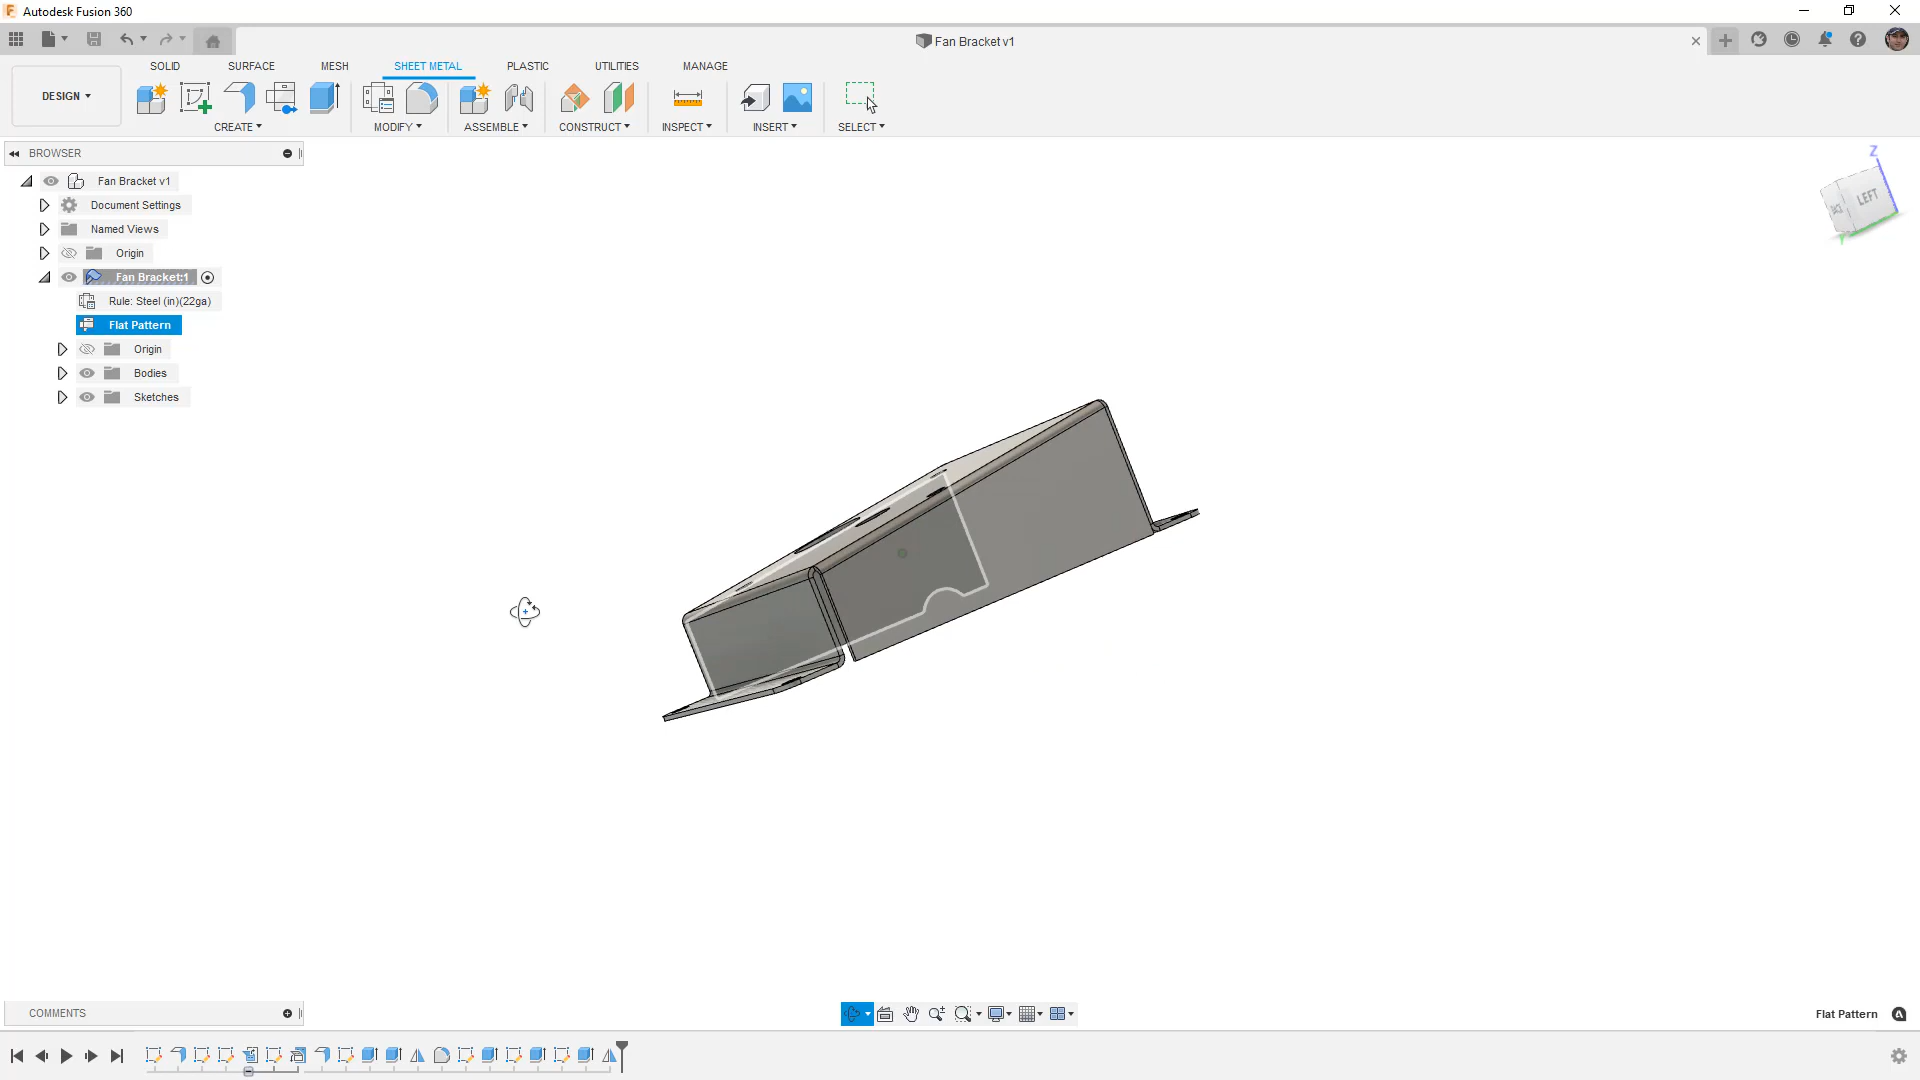 Autodesk Fusion 360
Fan Bracket v1
DESIGN
SOLID
SURFACE
MESH
SHEET METAL
PLASTIC
UTILITIES
MANAGE
CREATE
MODIFY
ASSEMBLE
CONSTRUCT
INSPECT
INSERT
SELECT
BROWSER
Fan Bracket v1
Document Settings
Named Views
Origin
Fan Bracket:1
Rule: Steel (in)(22ga)
Flat Pattern
Origin
Bodies
Sketches
Z
LEFT
Y
COMMENTS
Flat Pattern